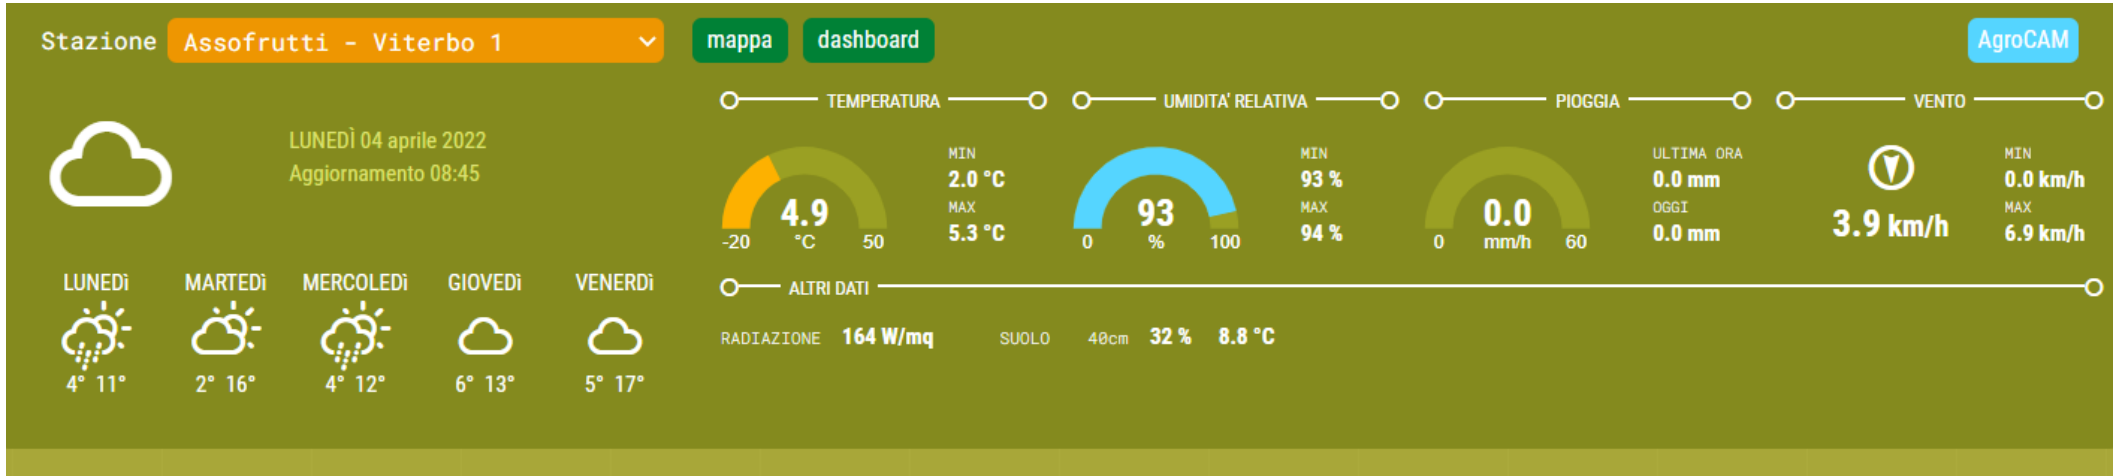 Stazione Assofrutti - Viterbo 1 mappa dashboard AgroCAM
LUNEDÌ 04 aprile 2022
Aggiornamento 08:45
LUNEDì MARTEDì MERCOLEDì GIOVEDì VENERDì
4° 11° 2° 16° 4° 12° 6° 13° 5° 17°
TEMPERATURA
4.9
-20 °C 50
MIN
2.0 °C
MAX
5.3 °C
UMIDITA' RELATIVA
93
0 % 100
MIN
93 %
MAX
94 %
PIOGGIA
0.0
0 mm/h 60
ULTIMA ORA
0.0 mm
OGGI
0.0 mm
VENTO
3.9 km/h
MIN
0.0 km/h
MAX
6.9 km/h
ALTRI DATI
RADIAZIONE 164 W/mq SUOLO 40cm 32 % 8.8 °C